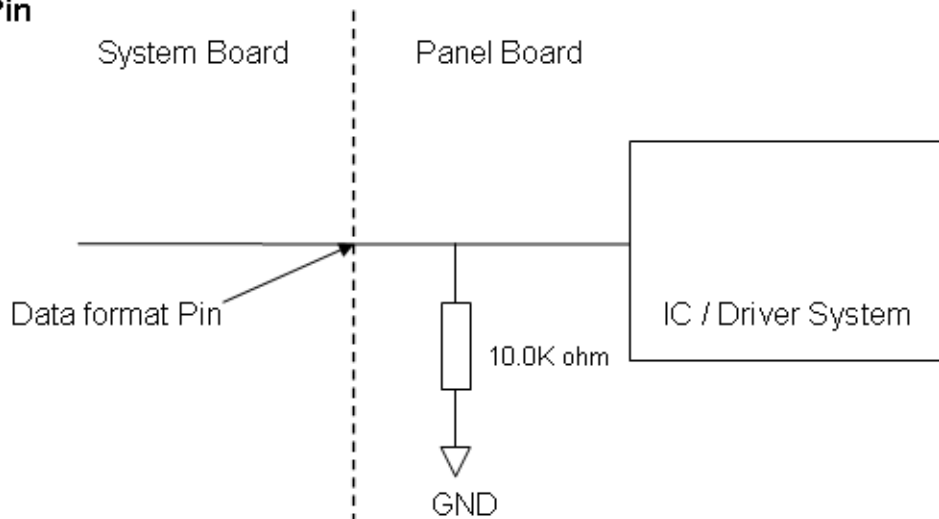 Pin
System Board
Panel Board
Data format Pin
IC / Driver System
10.0K ohm
GND